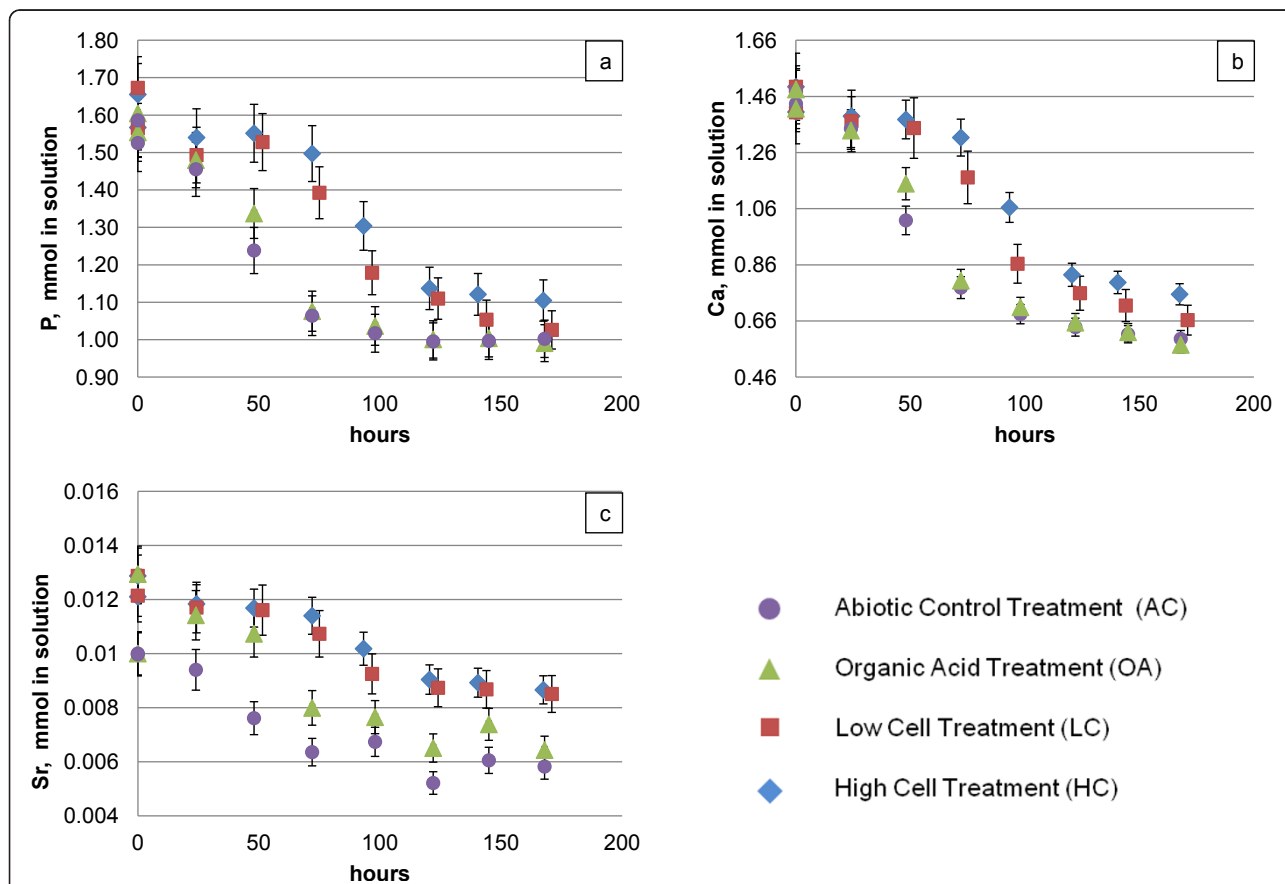 a
P, mmol in solution
1.80
1.70
1.60
1.50
1.40
1.30
1.20
1.10
1.00
0.90
0 50 100 150 200
hours
b
Ca, mmol in solution
1.66
1.46
1.26
1.06
0.86
0.66
0.46
0 50 100 150 200
hours
c
Sr, mmol in solution
0.016
0.014
0.012
0.01
0.008
0.006
0.004
0 50 100 150 200
hours
Abiotic Control Treatment (AC)
Organic Acid Treatment (OA)
Low Cell Treatment (LC)
High Cell Treatment (HC)